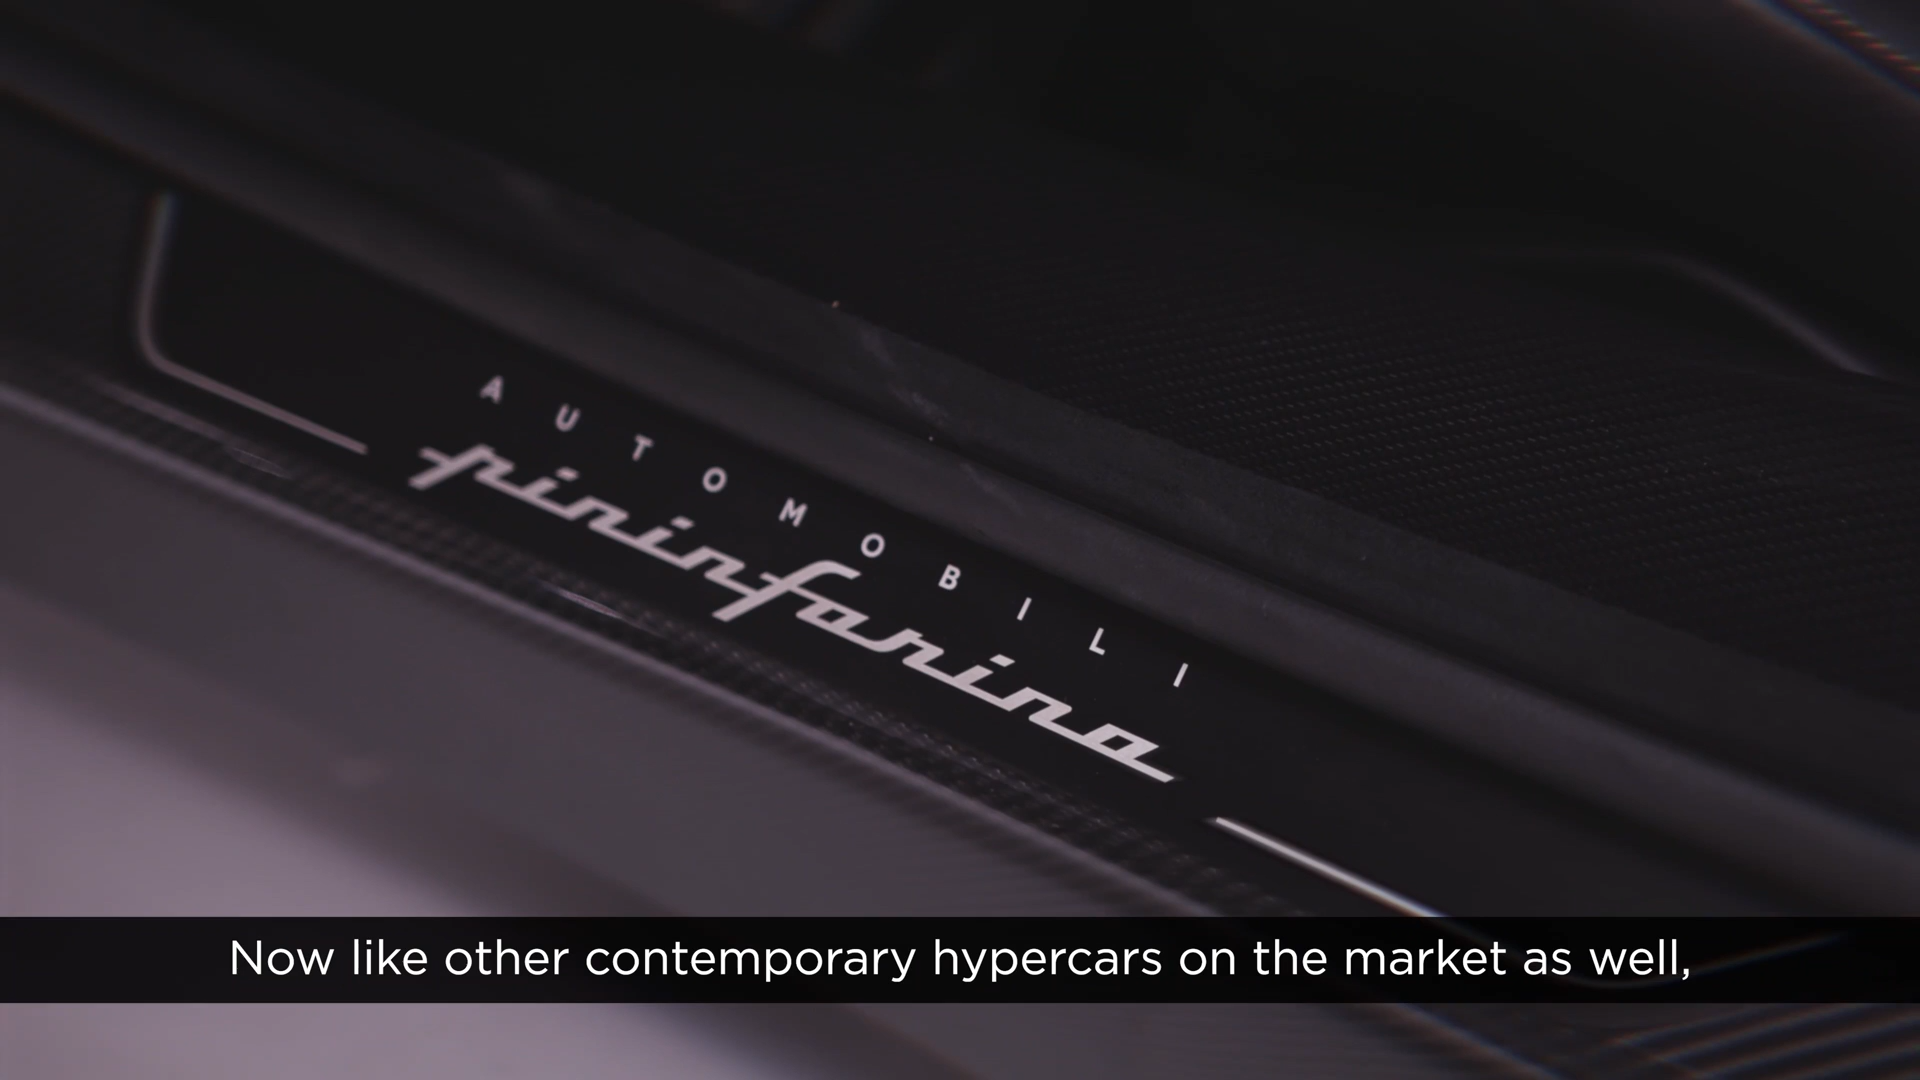 AUTOMOBILI
pininfarina
Now like other contemporary hypercars on the market as well,